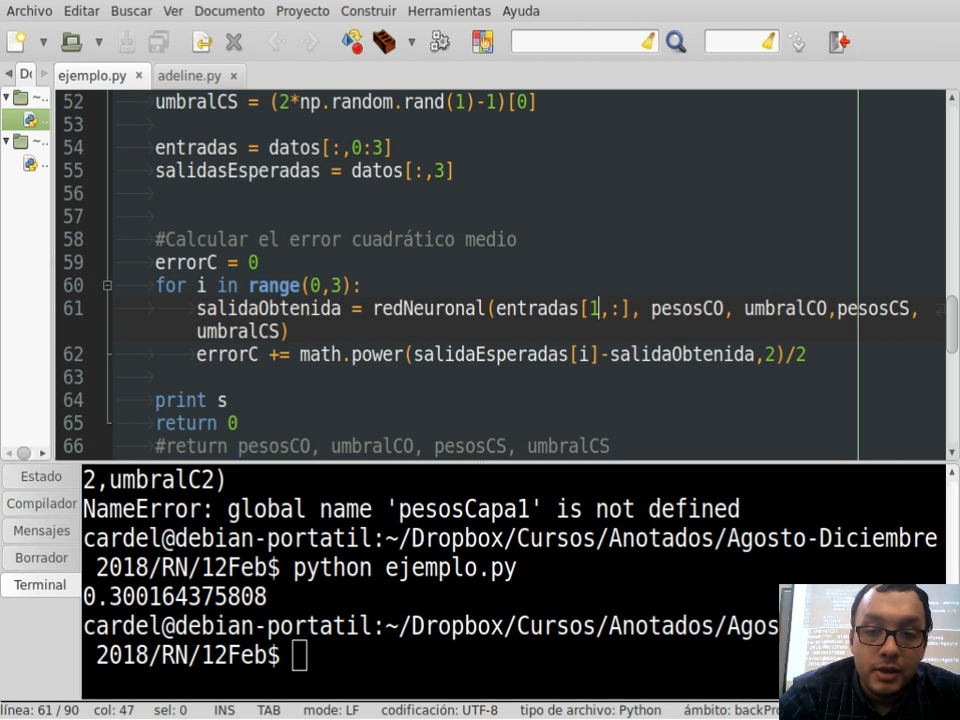 Archivo Editar Buscar Ver Documento Proyecto Construir Herramientas Ayuda
ejemplo.py × adeline.py ×
52 umbralCS = (2*np.random.rand(1)-1)[0]
53
54 entradas = datos[:,0:3]
55 salidasEsperadas = datos[:,3]
56
57
58 #Calcular el error cuadrático medio
59 errorC = 0
60 for i in range(0,3):
61 salidaObtenida = redNeuronal(entradas[1,:], pesosCO, umbralCO,pesosCS,
umbralCS)
62 errorC += math.power(salidaEsperadas[i]-salidaObtenida,2)/2
63
64 print s
65 return 0
66 #return pesosCO, umbralCO, pesosCS, umbralCS
Estado
Compilador
Mensajes
Borrador
Terminal
2,umbralC2)
NameError: global name 'pesosCapa1' is not defined
cardel@debian-portatil:~/Dropbox/Cursos/Anotados/Agosto-Diciembre
2018/RN/12Feb$ python ejemplo.py
0.300164375808
cardel@debian-portatil:~/Dropbox/Cursos/Anotados/Agos
2018/RN/12Feb$
línea: 61 / 90 col: 47 sel: 0 INS TAB mode: LF codificación: UTF-8 tipo de archivo: Python ámbito: backPr